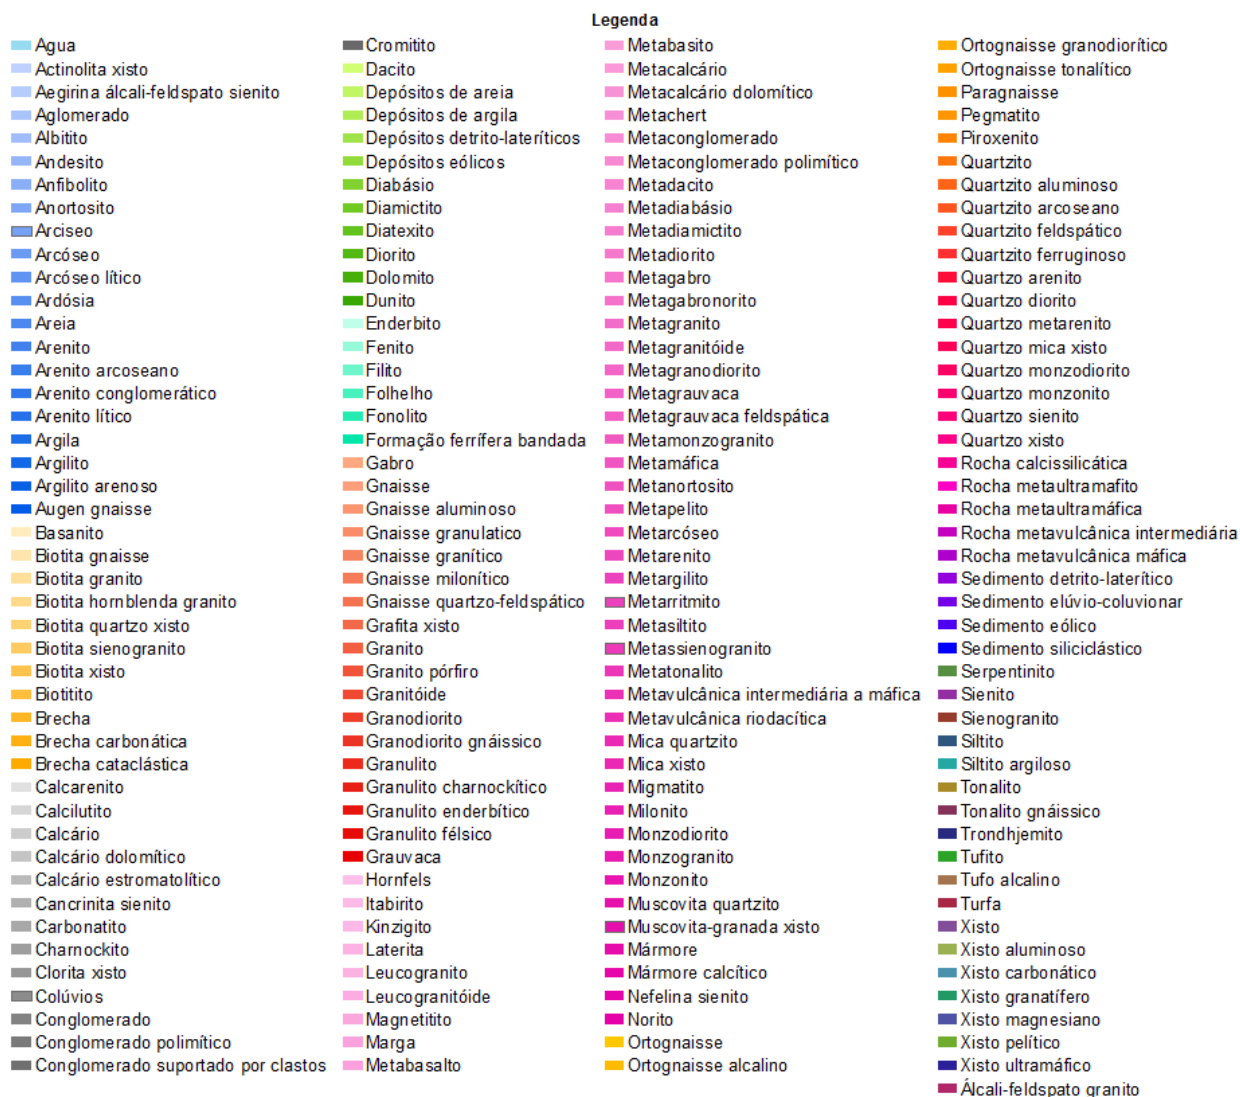 Legenda
Agua
Actinolita xisto
Aegirina álcali-feldspato sienito
Aglomerado
Albitito
Andesito
Anfibolito
Anortosito
Arciseo
Arcóseo
Arcóseo lítico
Ardósia
Areia
Arenito
Arenito arcoseano
Arenito conglomerático
Arenito lítico
Argila
Argilito
Argilito arenoso
Augen gnaisse
Basanito
Biotita gnaisse
Biotita granito
Biotita hornblenda granito
Biotita quartzo xisto
Biotita sienogranito
Biotita xisto
Biotitito
Brecha
Brecha carbonática
Brecha cataclástica
Calcarenito
Calcilutito
Calcário
Calcário dolomítico
Calcário estromatolítico
Cancrinita sienito
Carbonatito
Charnockito
Clorita xisto
Colúvios
Conglomerado
Conglomerado polimítico
Conglomerado suportado por clastos
Cromitito
Dacito
Depósitos de areia
Depósitos de argila
Depósitos detrito-lateríticos
Depósitos eólicos
Diabásio
Diamictito
Diatexito
Diorito
Dolomito
Dunito
Enderbito
Fenito
Filito
Folhelho
Fonolito
Formação ferrífera bandada
Gabro
Gnaisse
Gnaisse aluminoso
Gnaisse granulatico
Gnaisse granítico
Gnaisse milonítico
Gnaisse quartzo-feldspático
Grafita xisto
Granito
Granito pórfiro
Granitóide
Granodiorito
Granodiorito gnáissico
Granulito
Granulito charnockítico
Granulito enderbítico
Granulito félsico
Grauvaca
Hornfels
Itabirito
Kinzigito
Laterita
Leucogranito
Leucogranitóide
Magnetitito
Marga
Metabasalto
Metabasito
Metacalcário
Metacalcário dolomítico
Metachert
Metaconglomerado
Metaconglomerado polimítico
Metadacito
Metadiabásio
Metadiamictito
Metadiorito
Metagabro
Metagabronorito
Metagranito
Metagranitóide
Metagranodiorito
Metagrauvaca
Metagrauvaca feldspática
Metamonzogranito
Metamáfica
Metanortosito
Metapelito
Metarcóseo
Metarenito
Metargilito
Metarritmito
Metasiltito
Metassienogranito
Metatonalito
Metavulcânica intermediária a máfica
Metavulcânica riodacítica
Mica quartzito
Mica xisto
Migmatito
Milonito
Monzodiorito
Monzogranito
Monzonito
Muscovita quartzito
Muscovita-granada xisto
Mármore
Mármore calcítico
Nefelina sienito
Norito
Ortognaisse
Ortognaisse alcalino
Ortognaisse granodiorítico
Ortognaisse tonalítico
Paragnaisse
Pegmatito
Piroxenito
Quartzito
Quartzito aluminoso
Quartzito arcoseano
Quartzito feldspático
Quartzito ferruginoso
Quartzo arenito
Quartzo diorito
Quartzo metarenito
Quartzo mica xisto
Quartzo monzodiorito
Quartzo monzonito
Quartzo sienito
Quartzo xisto
Rocha calcissilicática
Rocha metaultramafito
Rocha metaultramáfica
Rocha metavulcânica intermediária
Rocha metavulcânica máfica
Sedimento detrito-laterítico
Sedimento elúvio-coluvionar
Sedimento eólico
Sedimento siliciclástico
Serpentinito
Sienito
Sienogranito
Siltito
Siltito argiloso
Tonalito
Tonalito gnáissico
Trondhjemito
Tufito
Tufo alcalino
Turfa
Xisto
Xisto aluminoso
Xisto carbonático
Xisto granatífero
Xisto magnesiano
Xisto pelítico
Xisto ultramáfico
Álcali-feldspato granito